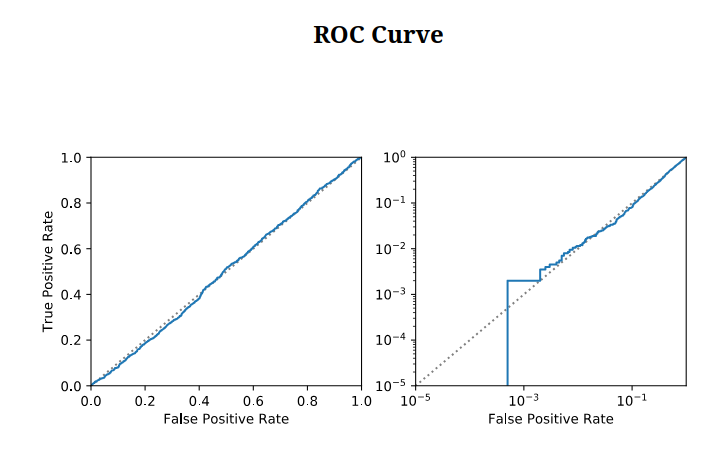 ROC Curve
True Positive Rate
1.0
0.8
0.6
0.4
0.2
0.0
0.0 0.2 0.4 0.6 0.8 1.0
False Positive Rate
10⁰
10⁻¹
10⁻²
10⁻³
10⁻⁴
10⁻⁵
10⁻⁵ 10⁻³ 10⁻¹
False Positive Rate